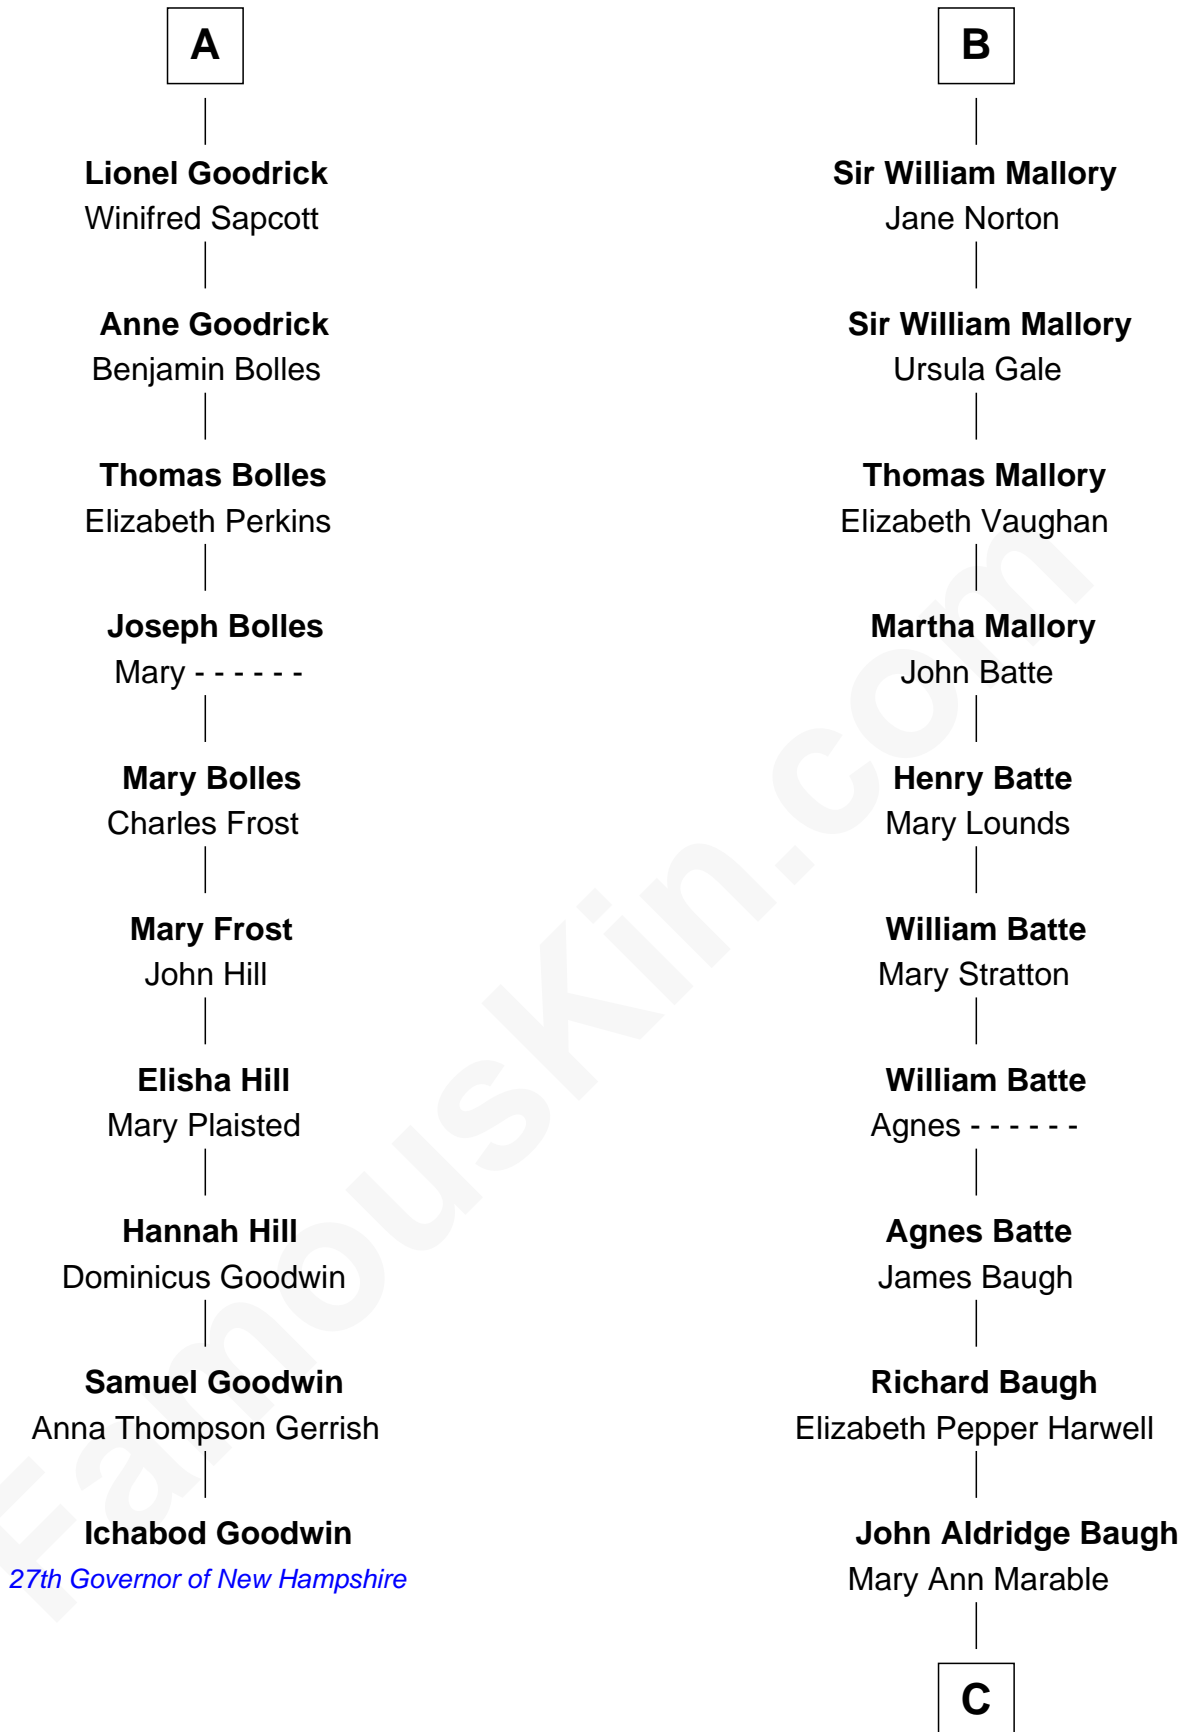 A
Lionel Goodrick
Winifred Sapcott
Anne Goodrick
Benjamin Bolles
Thomas Bolles
Elizabeth Perkins
Joseph Bolles
Mary - - - - - -
Mary Bolles
Charles Frost
Mary Frost
John Hill
Elisha Hill
Mary Plaisted
Hannah Hill
Dominicus Goodwin
Samuel Goodwin
Anna Thompson Gerrish
Ichabod Goodwin
27th Governor of New Hampshire
B
Sir William Mallory
Jane Norton
Sir William Mallory
Ursula Gale
Thomas Mallory
Elizabeth Vaughan
Martha Mallory
John Batte
Henry Batte
Mary Lounds
William Batte
Mary Stratton
William Batte
Agnes - - - - - -
Agnes Batte
James Baugh
Richard Baugh
Elizabeth Pepper Harwell
John Aldridge Baugh
Mary Ann Marable
C
FamousKin.com